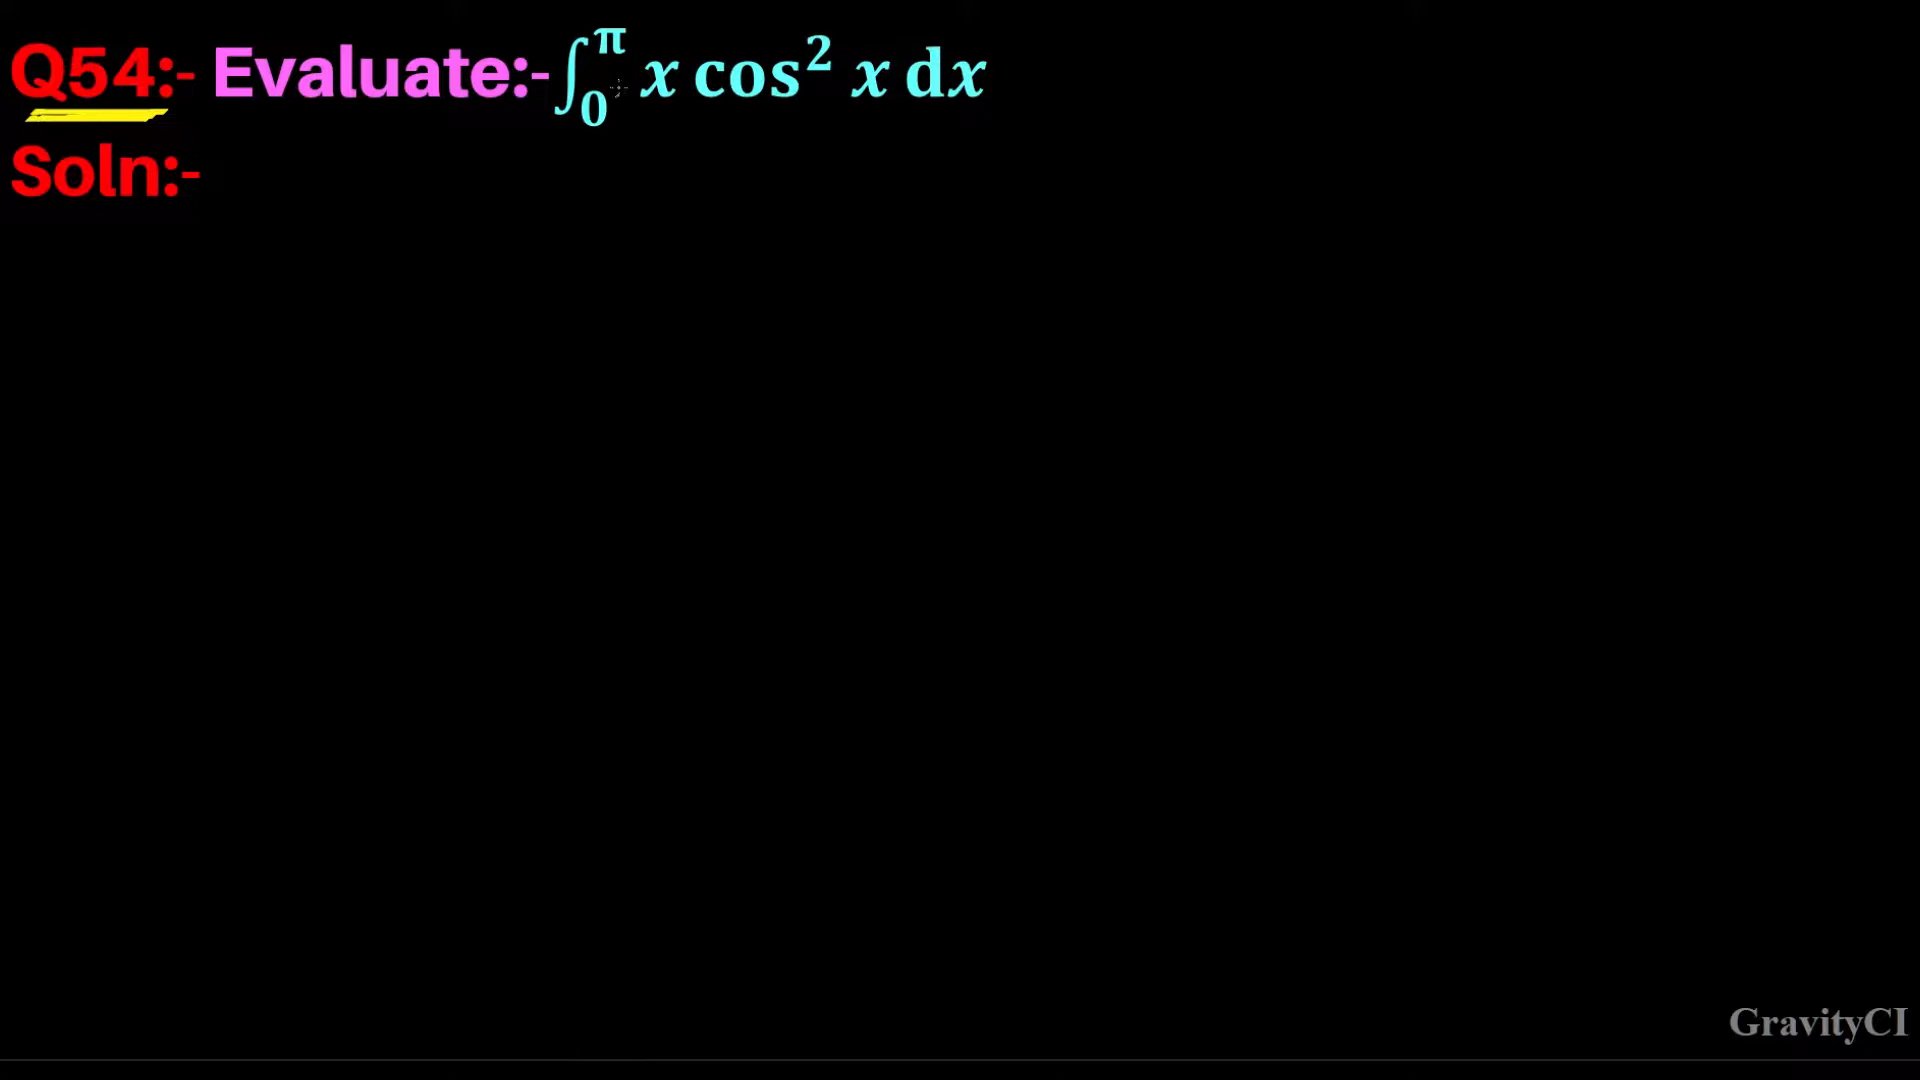 Q54:- Evaluate:- ∫₀^π x cos² x dx
Soln:-
GravityCI